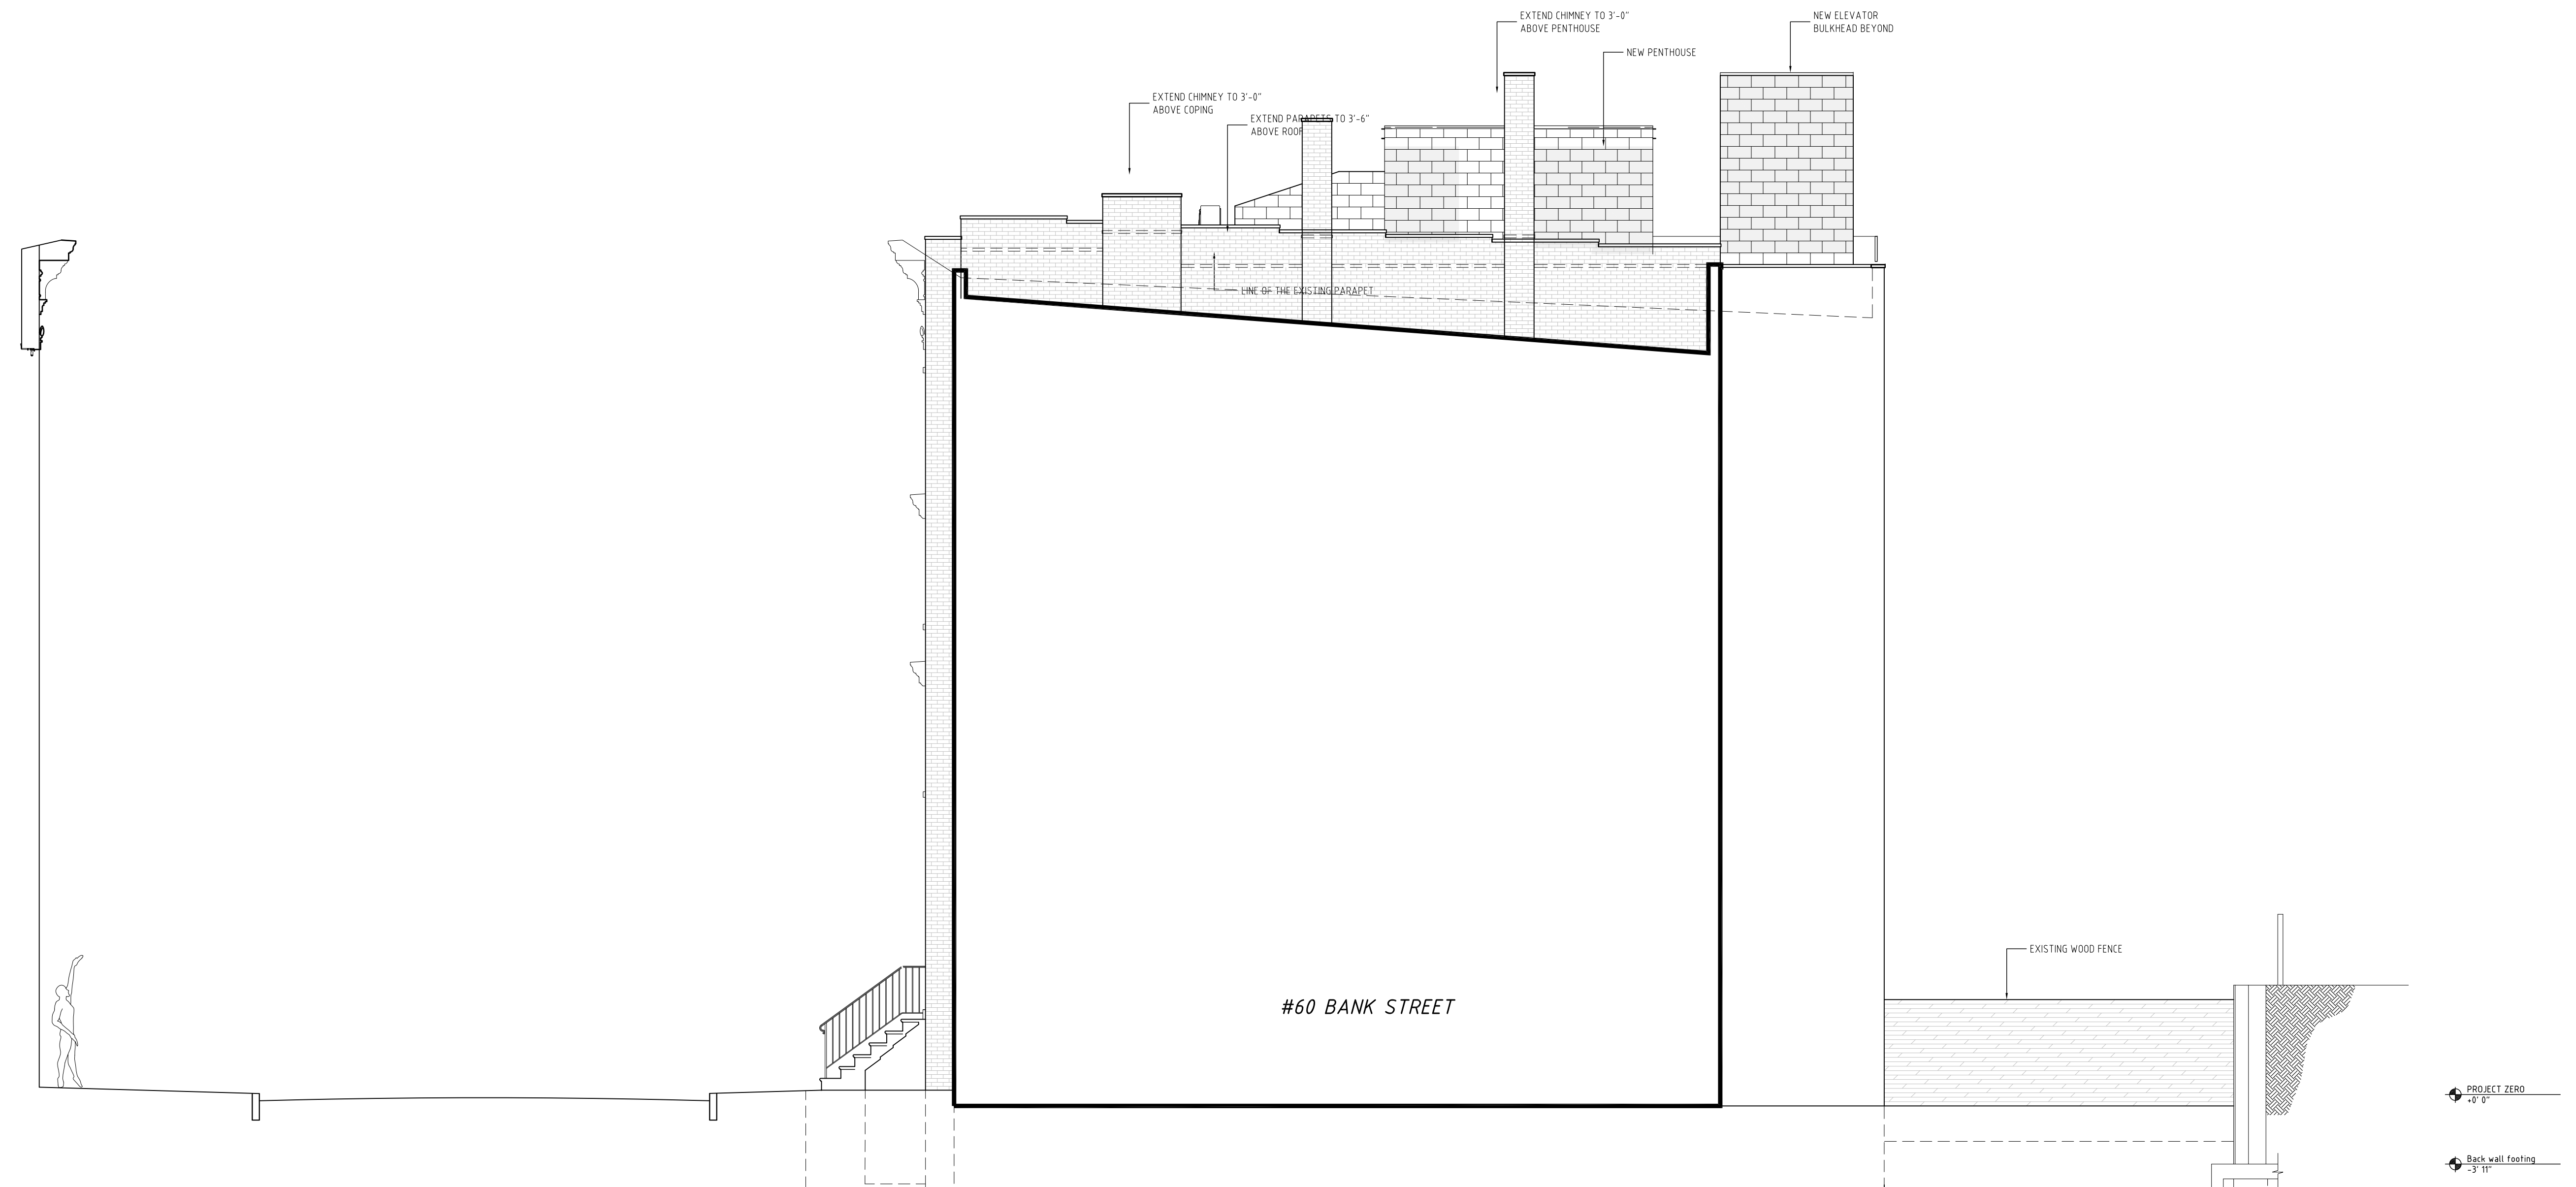 EXTEND CHIMNEY TO 3'-0"
ABOVE PENTHOUSE
NEW ELEVATOR
BULKHEAD BEYOND
NEW PENTHOUSE
EXTEND CHIMNEY TO 3'-0"
ABOVE COPING
EXTEND PARAPETS TO 3'-6"
ABOVE ROOF
LINE OF THE EXISTING PARAPET
EXISTING WOOD FENCE
#60 BANK STREET
PROJECT ZERO
+0' 0"
Back wall footing
-3' 11"